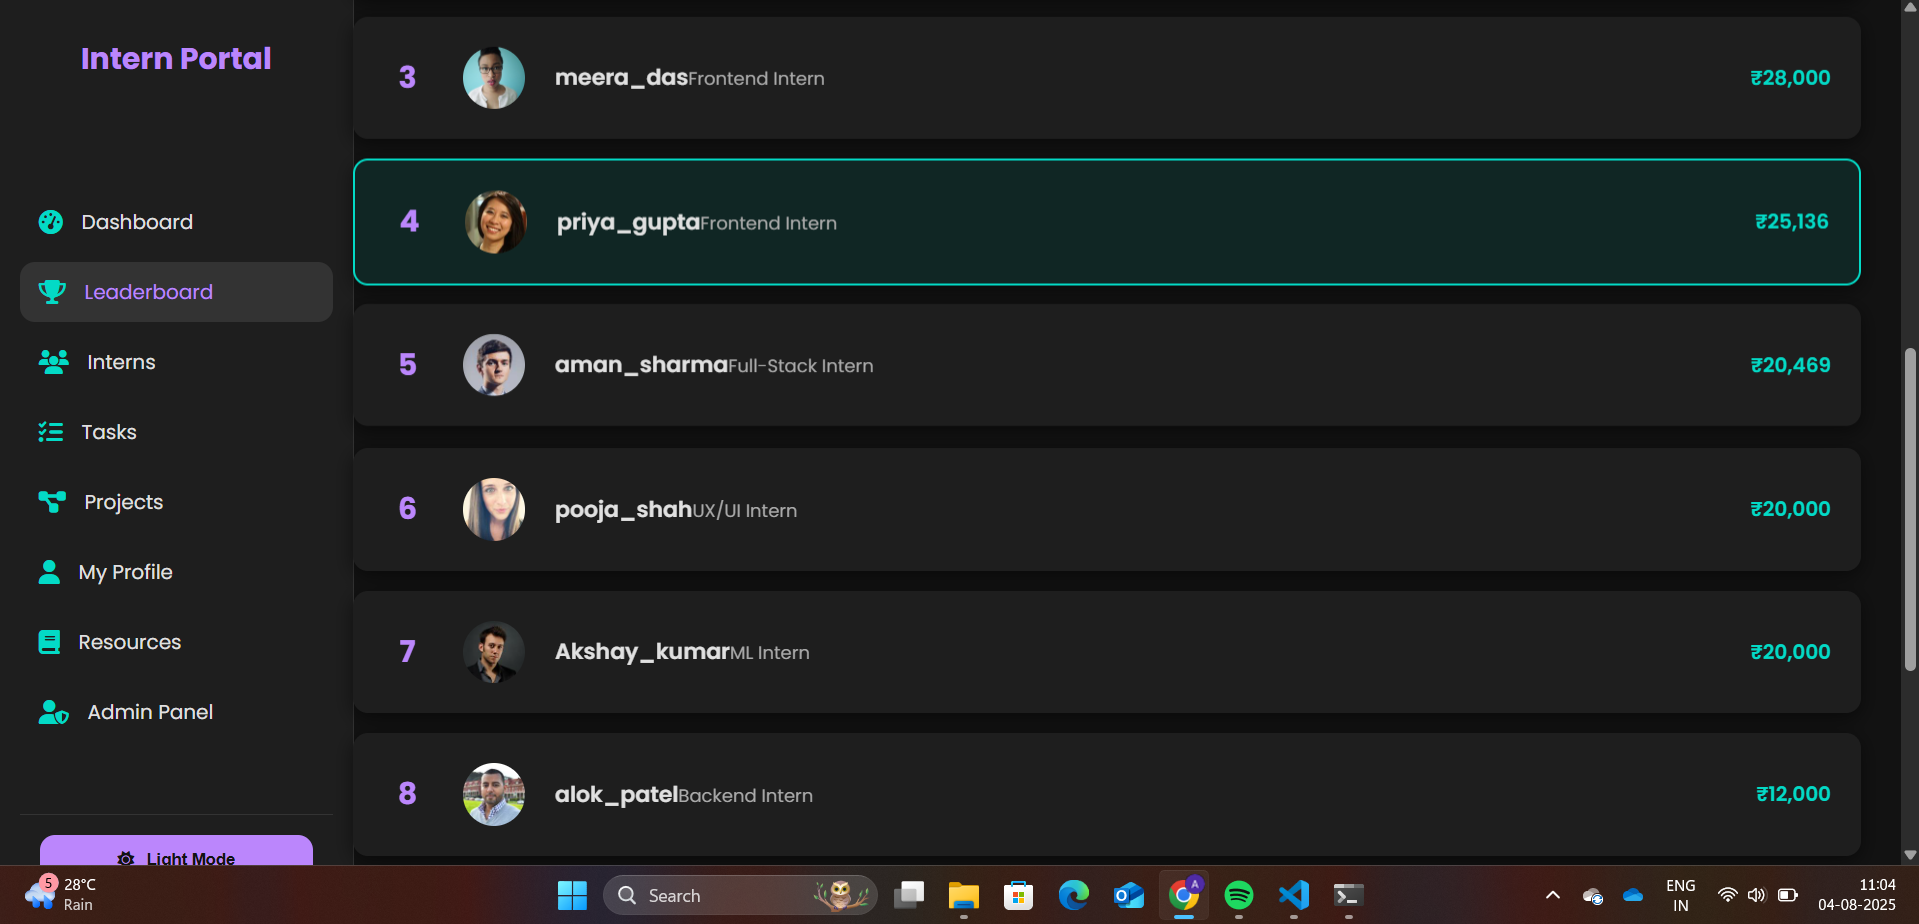 Intern Portal
Dashboard
Leaderboard
Interns
Tasks
Projects
My Profile
Resources
Admin Panel
Light Mode
3 meera_dasFrontend Intern ₹28,000
4 priya_guptaFrontend Intern ₹25,136
5 aman_sharmaFull-Stack Intern ₹20,469
6 pooja_shahUX/UI Intern ₹20,000
7 Akshay_kumarML Intern ₹20,000
8 alok_patelBackend Intern ₹12,000
5
28°C
Rain
Search
A
ENG
IN
11:04
04-08-2025